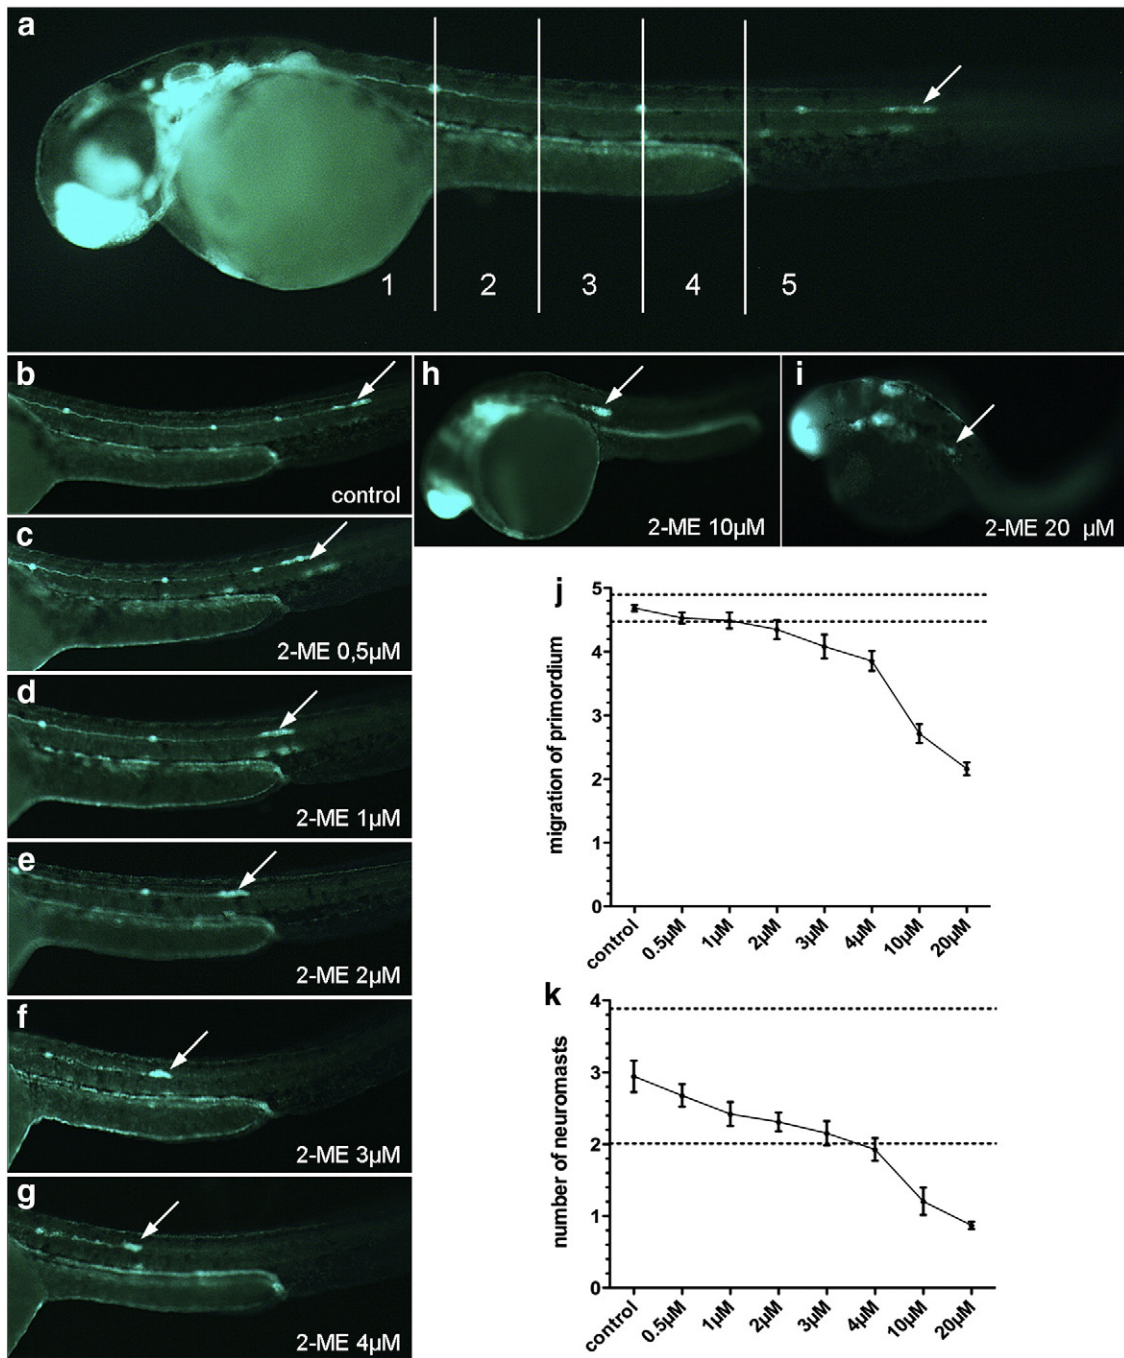 a
1 2 3 4 5
b
control
c
2-ME 0,5µM
d
2-ME 1µM
e
2-ME 2µM
f
2-ME 3µM
g
2-ME 4µM
h
2-ME 10µM
i
2-ME 20 µM
j
migration of primordium
5
4
3
2
1
0
control 0.5µM 1µM 2µM 3µM 4µM 10µM 20µM
k
number of neuromasts
4
3
2
1
0
control 0.5µM 1µM 2µM 3µM 4µM 10µM 20µM